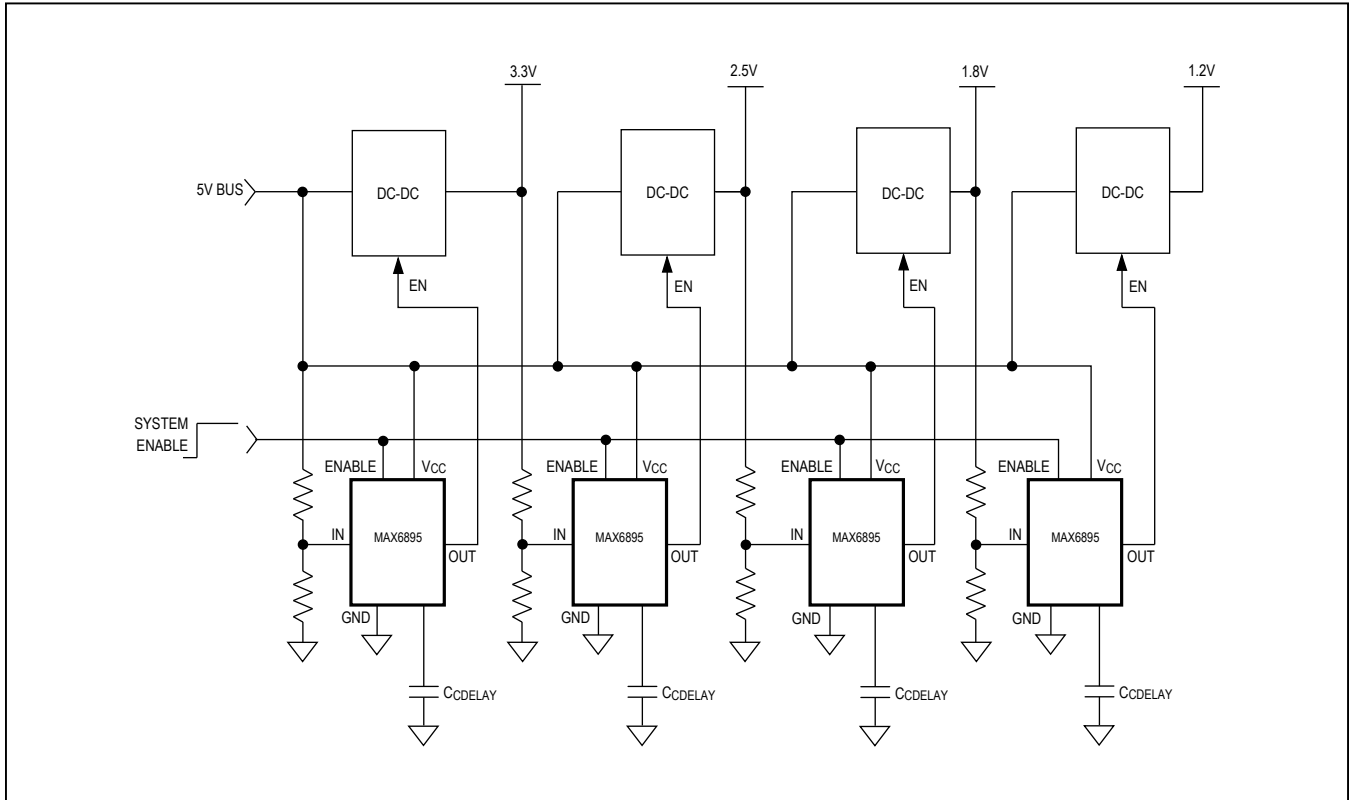 3.3V
2.5V
1.8V
1.2V
DC-DC
DC-DC
DC-DC
DC-DC
5V BUS
EN
EN
EN
EN
SYSTEM
ENABLE
ENABLE
VCC
ENABLE
VCC
ENABLE
VCC
ENABLE
VCC
IN
MAX6895
OUT
IN
MAX6895
OUT
IN
MAX6895
OUT
IN
MAX6895
OUT
GND
GND
GND
GND
CCDELAY
CCDELAY
CCDELAY
CCDELAY